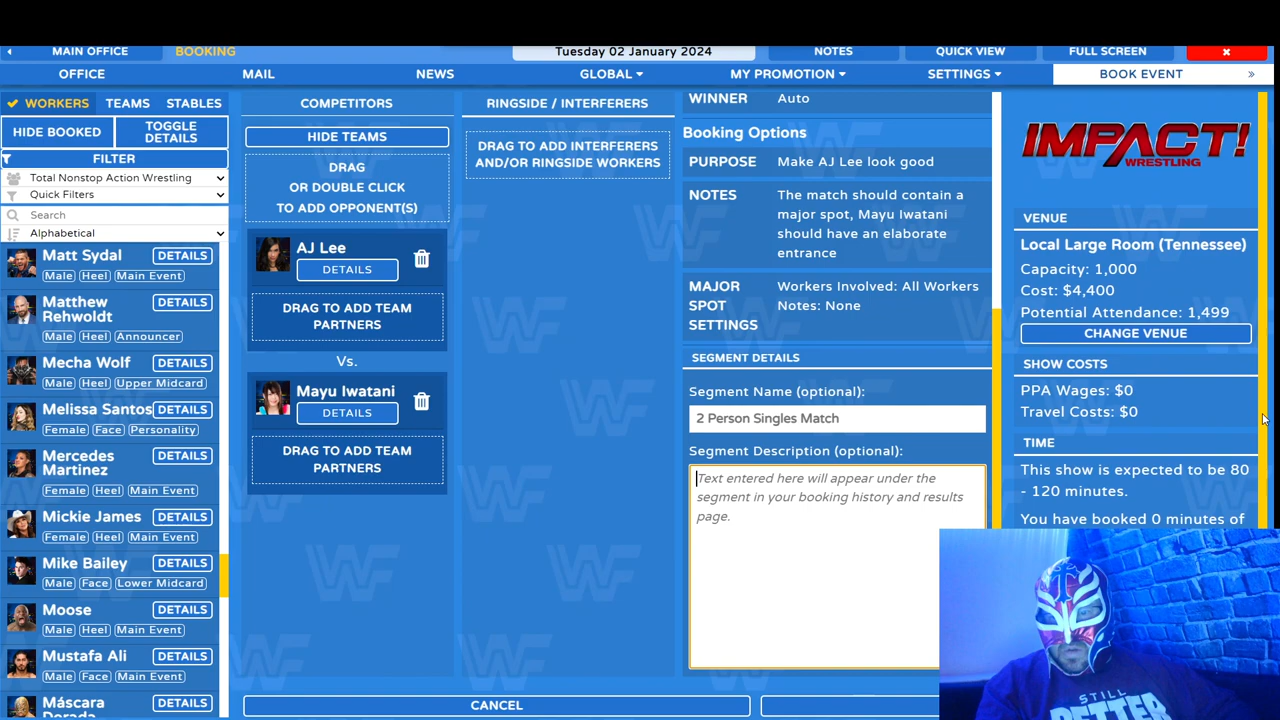 MAIN OFFICE
BOOKING
Tuesday 02 January 2024
NOTES
QUICK VIEW
FULL SCREEN
OFFICE
MAIL
NEWS
GLOBAL
MY PROMOTION
SETTINGS
BOOK EVENT
WORKERS
TEAMS
STABLES
HIDE BOOKED
TOGGLE
DETAILS
FILTER
Total Nonstop Action Wrestling
Quick Filters
Search
Alphabetical
Matt Sydal
DETAILS
Male Heel Main Event
Matthew
Rehwoldt
DETAILS
Male Heel Announcer
Mecha Wolf
DETAILS
Male Heel Upper Midcard
Melissa Santos
DETAILS
Female Face Personality
Mercedes
Martinez
DETAILS
Female Heel Main Event
Mickie James
DETAILS
Female Heel Main Event
Mike Bailey
DETAILS
Male Face Lower Midcard
Moose
DETAILS
Male Heel Main Event
Mustafa Ali
DETAILS
Male Face Main Event
Máscara
Dorada
DETAILS
COMPETITORS
HIDE TEAMS
DRAG
OR DOUBLE CLICK
TO ADD OPPONENT(S)
AJ Lee
DETAILS
DRAG TO ADD TEAM
PARTNERS
Vs.
Mayu Iwatani
DETAILS
DRAG TO ADD TEAM
PARTNERS
CANCEL
RINGSIDE / INTERFERERS
DRAG TO ADD INTERFERERS
AND/OR RINGSIDE WORKERS
WINNER Auto
Booking Options
PURPOSE Make AJ Lee look good
NOTES The match should contain a
major spot, Mayu Iwatani
should have an elaborate
entrance
MAJOR
SPOT
SETTINGS
Workers Involved: All Workers
Notes: None
SEGMENT DETAILS
Segment Name (optional):
2 Person Singles Match
Segment Description (optional):
Text entered here will appear under the
segment in your booking history and results
page.
IMPACT!
WRESTLING
VENUE
Local Large Room (Tennessee)
Capacity: 1,000
Cost: $4,400
Potential Attendance: 1,499
CHANGE VENUE
SHOW COSTS
PPA Wages: $0
Travel Costs: $0
TIME
This show is expected to be 80
- 120 minutes.
You have booked 0 minutes of
STILL